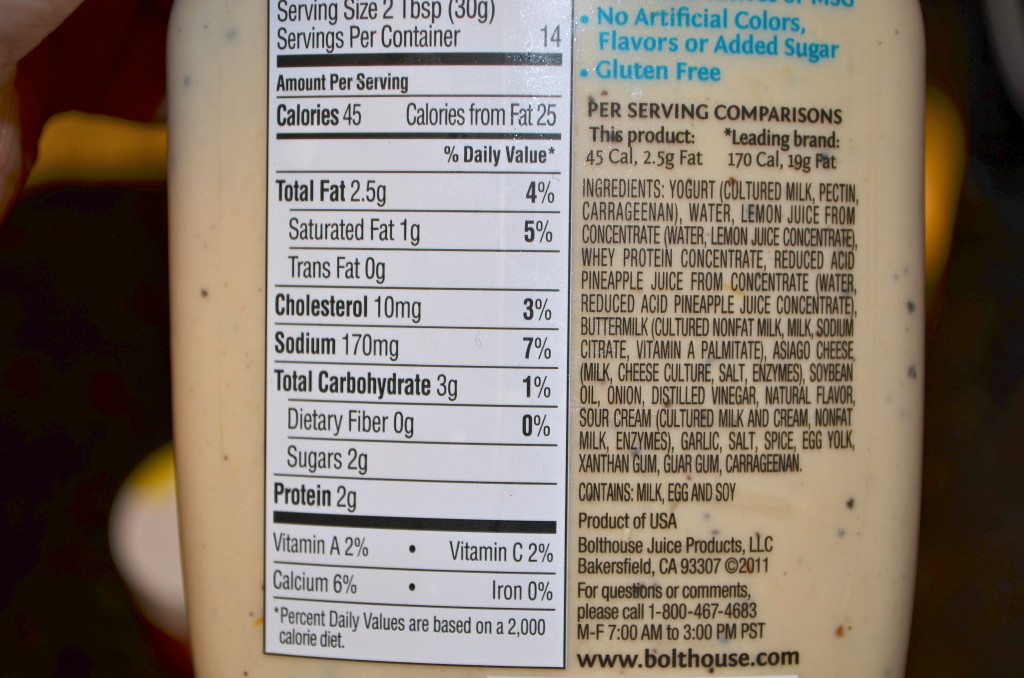 Serving Size 2 Tbsp (30g)
Servings Per Container 14
Amount Per Serving
Calories 45 Calories from Fat 25
% Daily Value*
Total Fat 2.5g 4%
Saturated Fat 1g 5%
Trans Fat 0g
Cholesterol 10mg 3%
Sodium 170mg 7%
Total Carbohydrate 3g 1%
Dietary Fiber 0g 0%
Sugars 2g
Protein 2g
Vitamin A 2% • Vitamin C 2%
Calcium 6% • Iron 0%
*Percent Daily Values are based on a 2,000
calorie diet.
or MSG
• No Artificial Colors,
Flavors or Added Sugar
• Gluten Free
PER SERVING COMPARISONS
This product: *Leading brand:
45 Cal, 2.5g Fat 170 Cal, 19g Fat
INGREDIENTS: YOGURT (CULTURED MILK, PECTIN,
CARRAGEENAN), WATER, LEMON JUICE FROM
CONCENTRATE (WATER, LEMON JUICE CONCENTRATE),
WHEY PROTEIN CONCENTRATE, REDUCED ACID
PINEAPPLE JUICE FROM CONCENTRATE (WATER,
REDUCED ACID PINEAPPLE JUICE CONCENTRATE),
BUTTERMILK (CULTURED NONFAT MILK, MILK, SODIUM
CITRATE, VITAMIN A PALMITATE), ASIAGO CHEESE
(MILK, CHEESE CULTURE, SALT, ENZYMES), SOYBEAN
OIL, ONION, DISTILLED VINEGAR, NATURAL FLAVOR,
SOUR CREAM (CULTURED MILK AND CREAM, NONFAT
MILK, ENZYMES), GARLIC, SALT, SPICE, EGG YOLK,
XANTHAN GUM, GUAR GUM, CARRAGEENAN.
CONTAINS: MILK, EGG AND SOY
Product of USA
Bolthouse Juice Products, LLC
Bakersfield, CA 93307 ©2011
For questions or comments,
please call 1-800-467-4683
M-F 7:00 AM to 3:00 PM PST
www.bolthouse.com